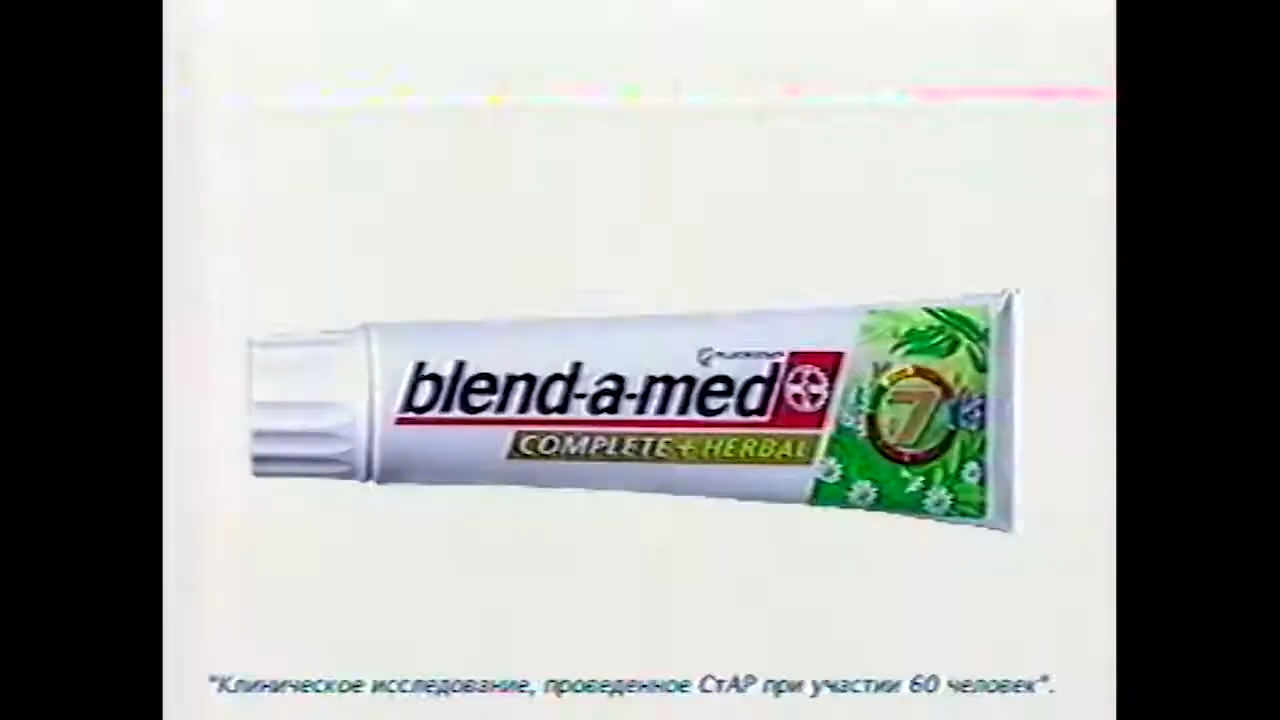 blend-a-med
COMPLETE + HERBAL
7
"Клиническое исследование, проведенное СтАР при участии 60 человек".